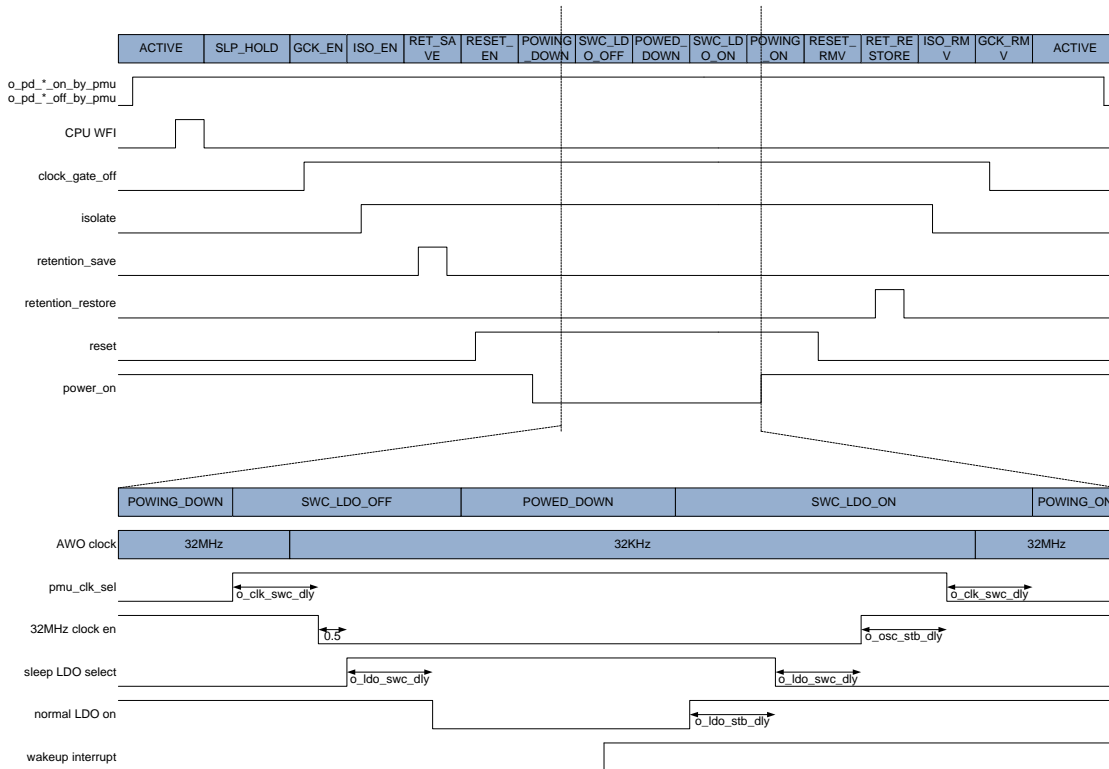 ACTIVE SLP_HOLD GCK_EN ISO_EN RET_SA RESET_ POWING SWC_LD POWED_ SWC_LD POWING RESET_ RET_RE ISO_RM GCK_RM ACTIVE
VE EN _DOWN O_OFF DOWN O_ON _ON RMV STORE V V
o_pd_*_on_by_pmu
o_pd_*_off_by_pmu
CPU WFI
clock_gate_off
isolate
retention_save
retention_restore
reset
power_on
POWING_DOWN SWC_LDO_OFF POWED_DOWN SWC_LDO_ON POWING_ON
AWO clock 32MHz 32KHz 32MHz
pmu_clk_sel o_clk_swc_dly o_clk_swc_dly
32MHz clock en 0.5 o_osc_stb_dly
sleep LDO select o_ldo_swc_dly o_ldo_swc_dly
normal LDO on o_ldo_stb_dly
wakeup interrupt